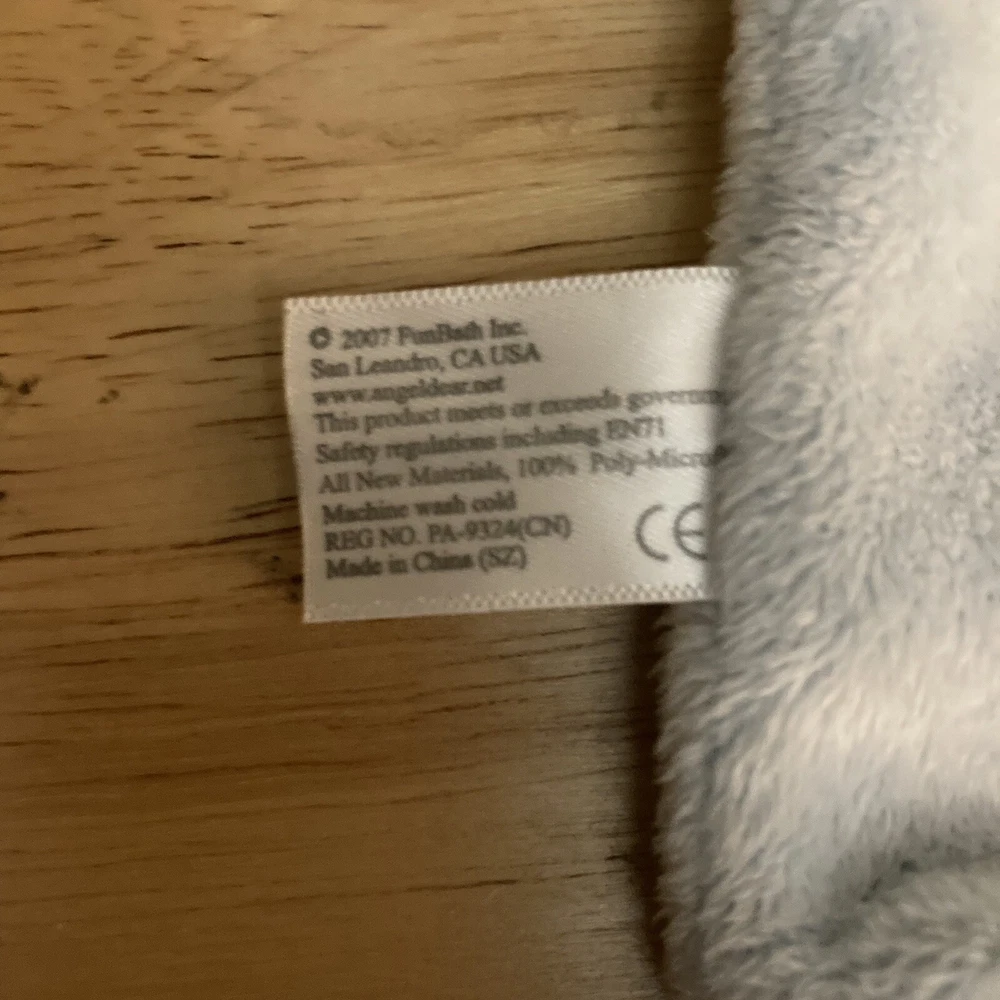 © 2007 FunBath Inc.
San Leandro, CA USA
www.angeldear.net
This product meets or exceeds
Safety regulations including EN71
All New Materials, 100%
Machine wash cold
REG NO. PA-9324(CN)
Made in China (SZ)
CE